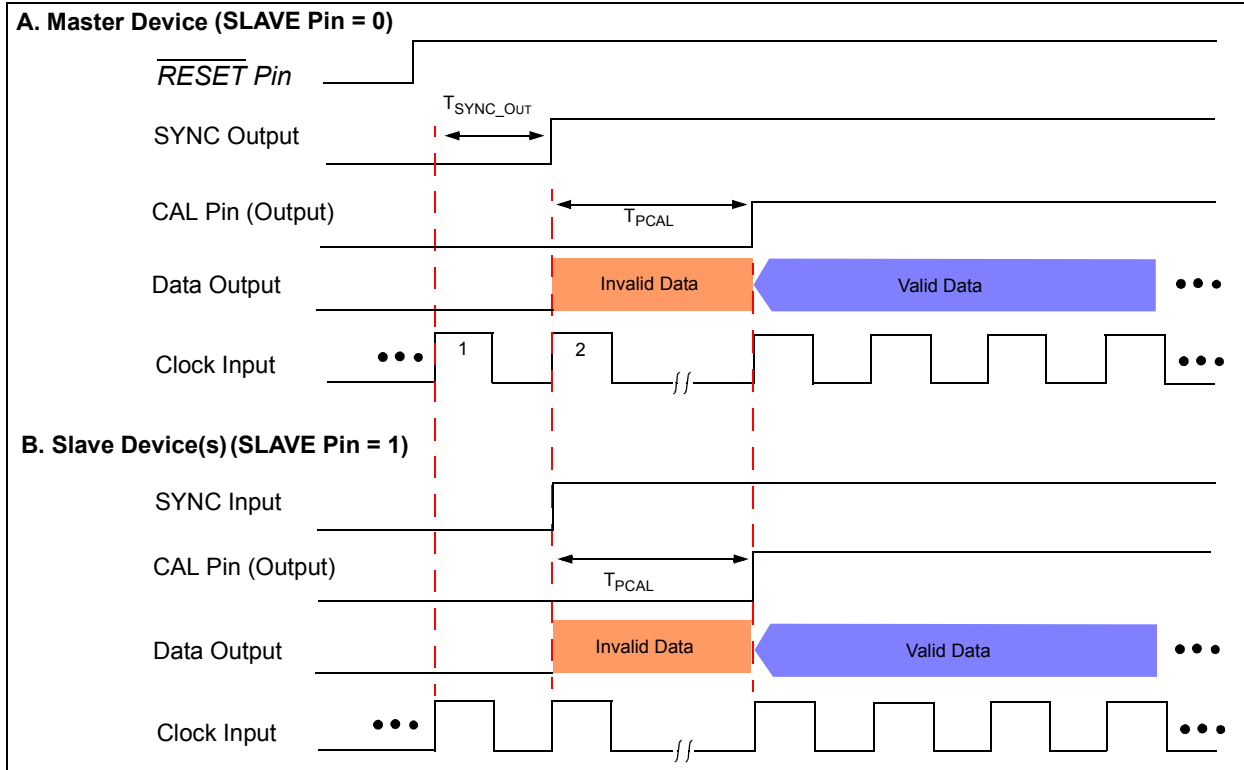 A. Master Device (SLAVE Pin = 0)
RESET Pin
TSYNC_OUT
SYNC Output
CAL Pin (Output)
TPCAL
Data Output
Invalid Data
Valid Data
•••
Clock Input
•••
1
2
•••
B. Slave Device(s) (SLAVE Pin = 1)
SYNC Input
CAL Pin (Output)
TPCAL
Data Output
Invalid Data
Valid Data
•••
Clock Input
•••
•••